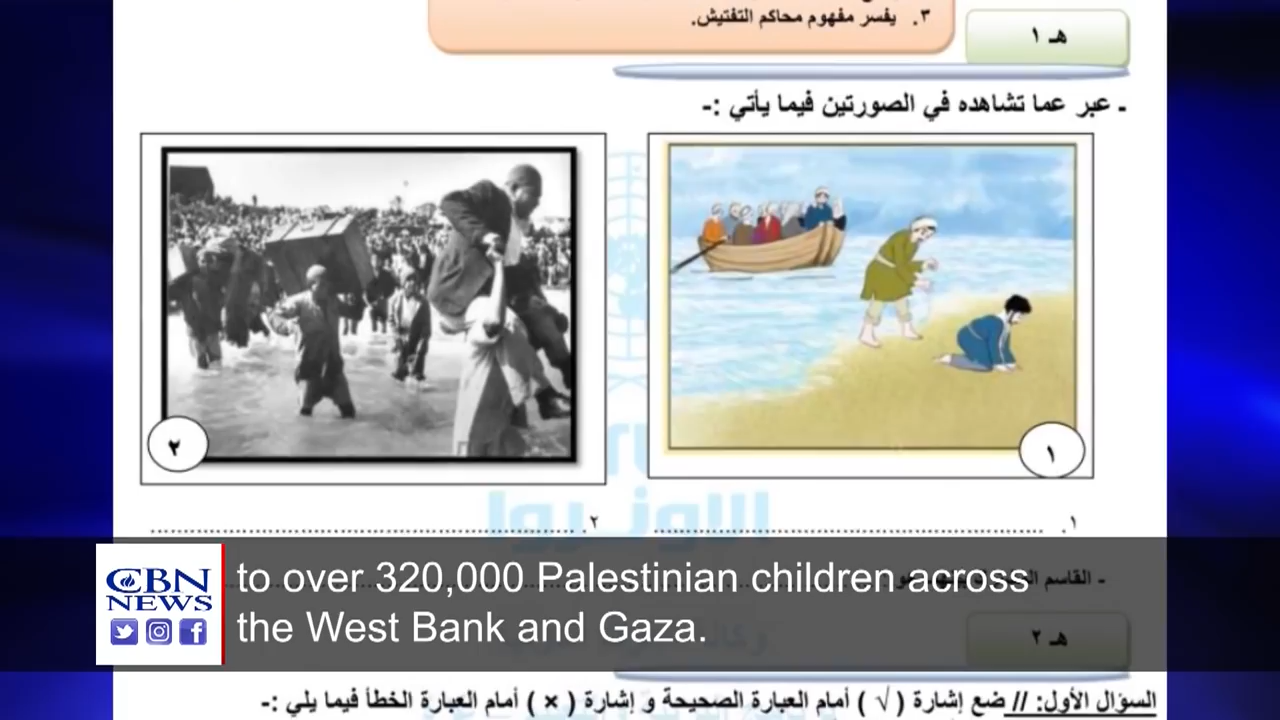 ٣. يفسر مفهوم محاكم التفتيش.
هـ ١
- عبر عما تشاهده في الصورتين فيما يأتي :-
١
٢
الاونروا
١. ..........................................................
٢. ..........................................................
- القاسم
CBN
NEWS
to over 320,000 Palestinian children across
the West Bank and Gaza.
هـ ٢
السؤال الأول: // ضع إشارة ( √ ) أمام العبارة الصحيحة و إشارة ( × ) أمام العبارة الخطأ فيما يلي :-